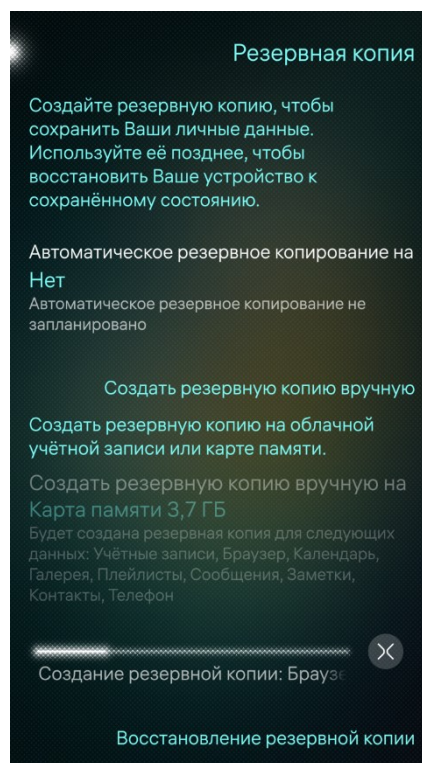 Резервная копия
Создайте резервную копию, чтобы
сохранить Ваши личные данные.
Используйте её позднее, чтобы
восстановить Ваше устройство к
сохранённому состоянию.
Автоматическое резервное копирование на
Нет
Автоматическое резервное копирование не
запланировано
Создать резервную копию вручную
Создать резервную копию на облачной
учётной записи или карте памяти.
Создать резервную копию вручную на
Карта памяти 3,7 ГБ
Будет создана резервная копия для следующих
данных: Учётные записи, Браузер, Календарь,
Галерея, Плейлисты, Сообщения, Заметки,
Контакты, Телефон
Создание резервной копии: Браузе
Восстановление резервной копии